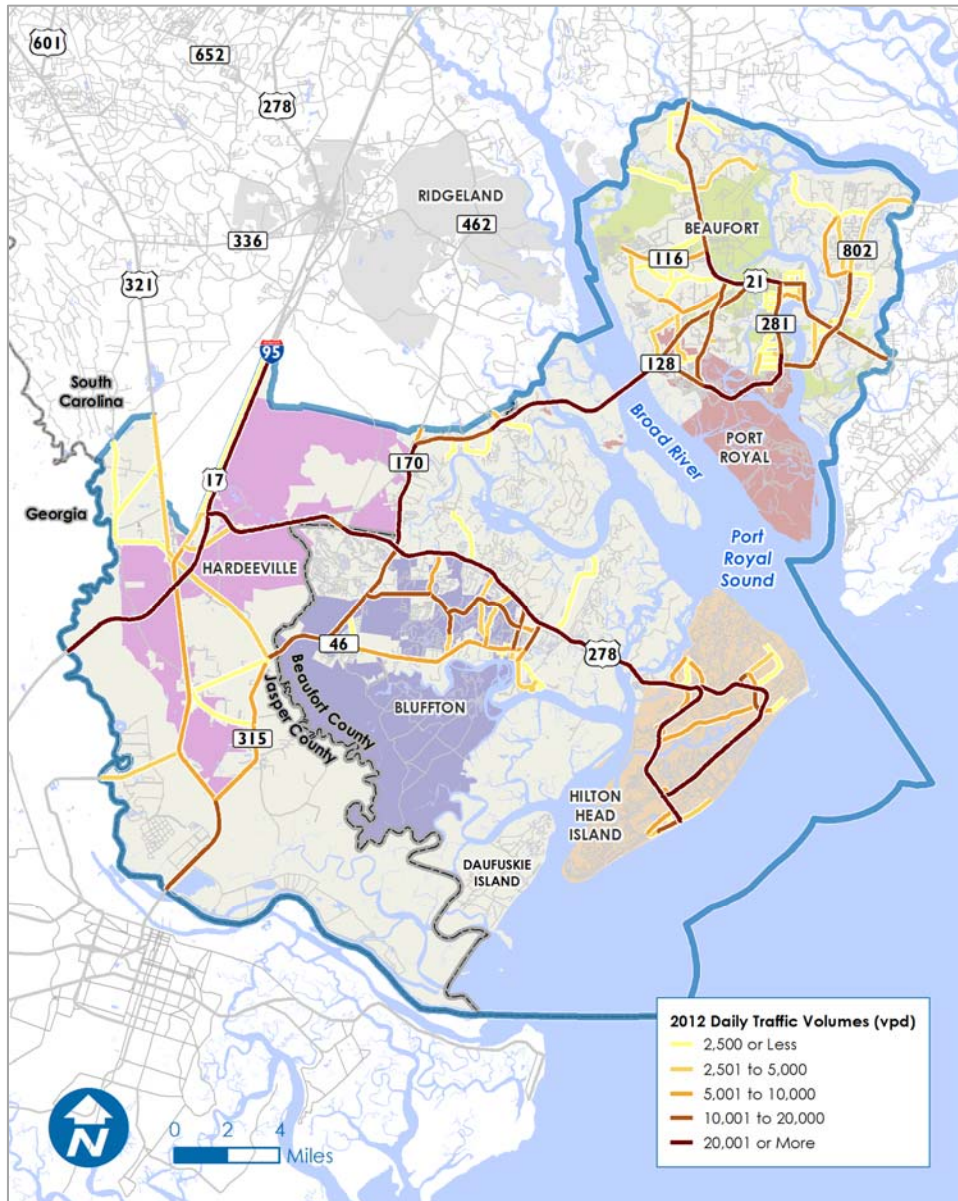 601
652
278
RIDGELAND
462
336
321
BEAUFORT
802
116
21
281
95
128
South
Carolina
17
170
Broad River
PORT
ROYAL
Georgia
HARDEEVILLE
Port
Royal
Sound
46
278
Beaufort County
Jasper County
BLUFFTON
315
HILTON
HEAD
ISLAND
DAUFUSKIE
ISLAND
2012 Daily Traffic Volumes (vpd)
2,500 or Less
2,501 to 5,000
5,001 to 10,000
10,001 to 20,000
20,001 or More
N
0 2 4
Miles